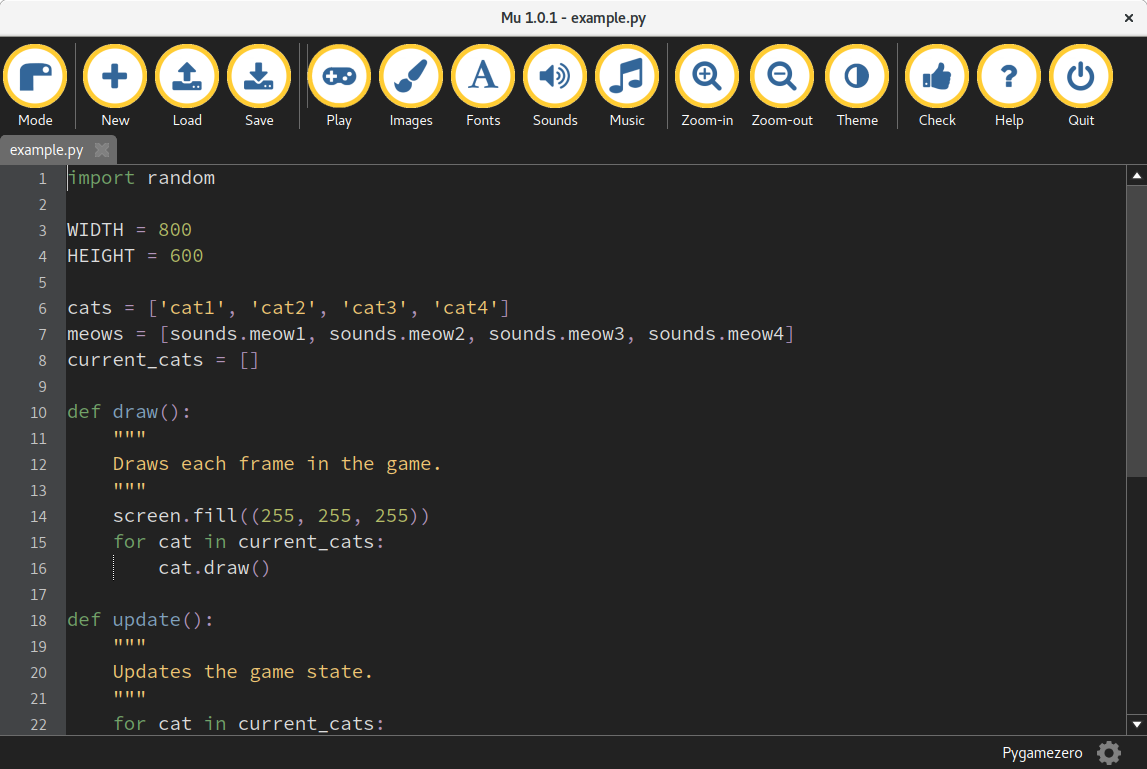 Mu 1.0.1 - example.py
Mode New Load Save Play Images Fonts Sounds Music Zoom-in Zoom-out Theme Check Help Quit
example.py
1 import random
2
3 WIDTH = 800
4 HEIGHT = 600
5
6 cats = ['cat1', 'cat2', 'cat3', 'cat4']
7 meows = [sounds.meow1, sounds.meow2, sounds.meow3, sounds.meow4]
8 current_cats = []
9
10 def draw():
11     """
12     Draws each frame in the game.
13     """
14     screen.fill((255, 255, 255))
15     for cat in current_cats:
16         cat.draw()
17
18 def update():
19     """
20     Updates the game state.
21     """
22     for cat in current_cats:
Pygamezero